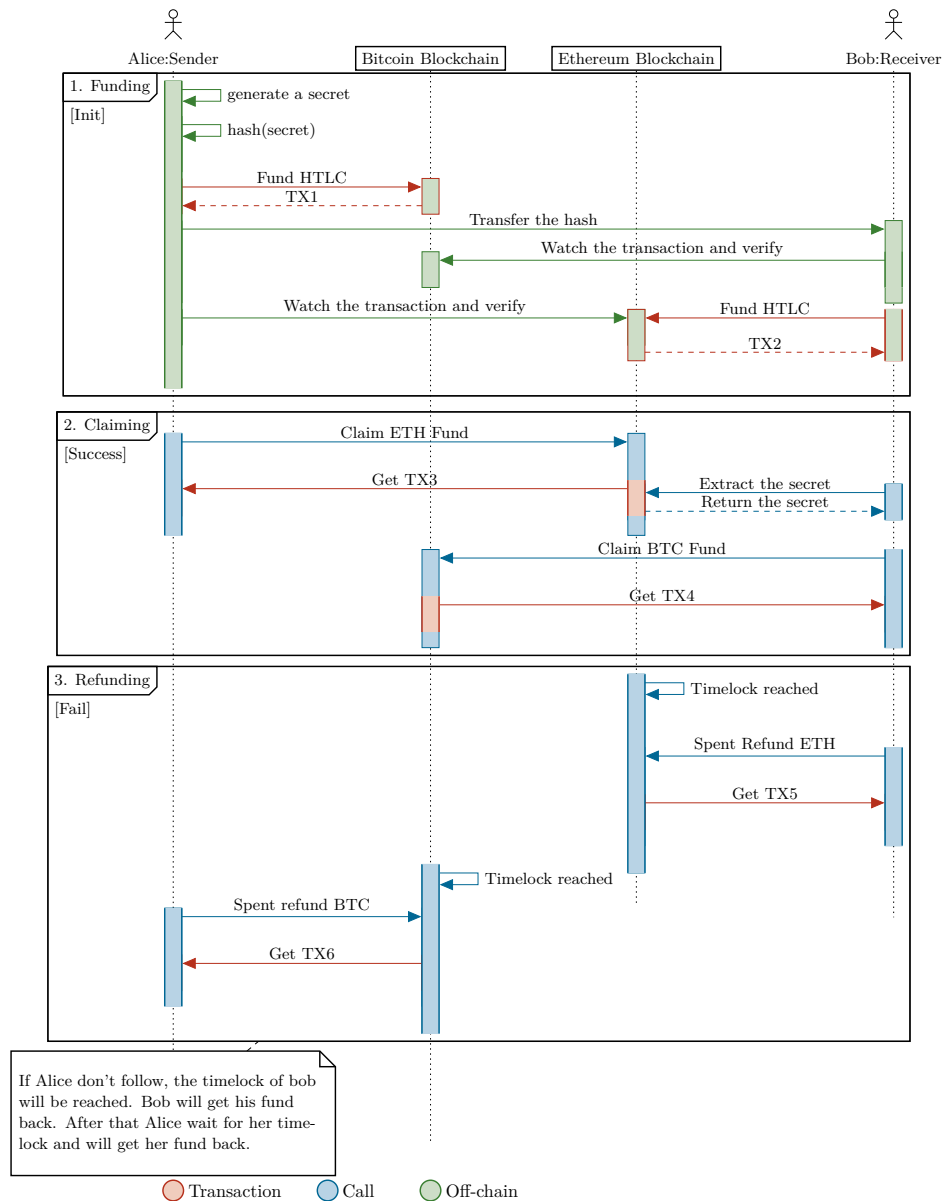 Alice:Sender
Bitcoin Blockchain
Ethereum Blockchain
Bob:Receiver
1. Funding
[Init]
generate a secret
hash(secret)
Fund HTLC
TX1
Transfer the hash
Watch the transaction and verify
Watch the transaction and verify
Fund HTLC
TX2
2. Claiming
[Success]
Claim ETH Fund
Get TX3
Extract the secret
Return the secret
Claim BTC Fund
Get TX4
3. Refunding
[Fail]
Timelock reached
Spent Refund ETH
Get TX5
Timelock reached
Spent refund BTC
Get TX6
If Alice don't follow, the timelock of bob
will be reached. Bob will get his fund
back. After that Alice wait for her time-
lock and will get her fund back.
Transaction
Call
Off-chain